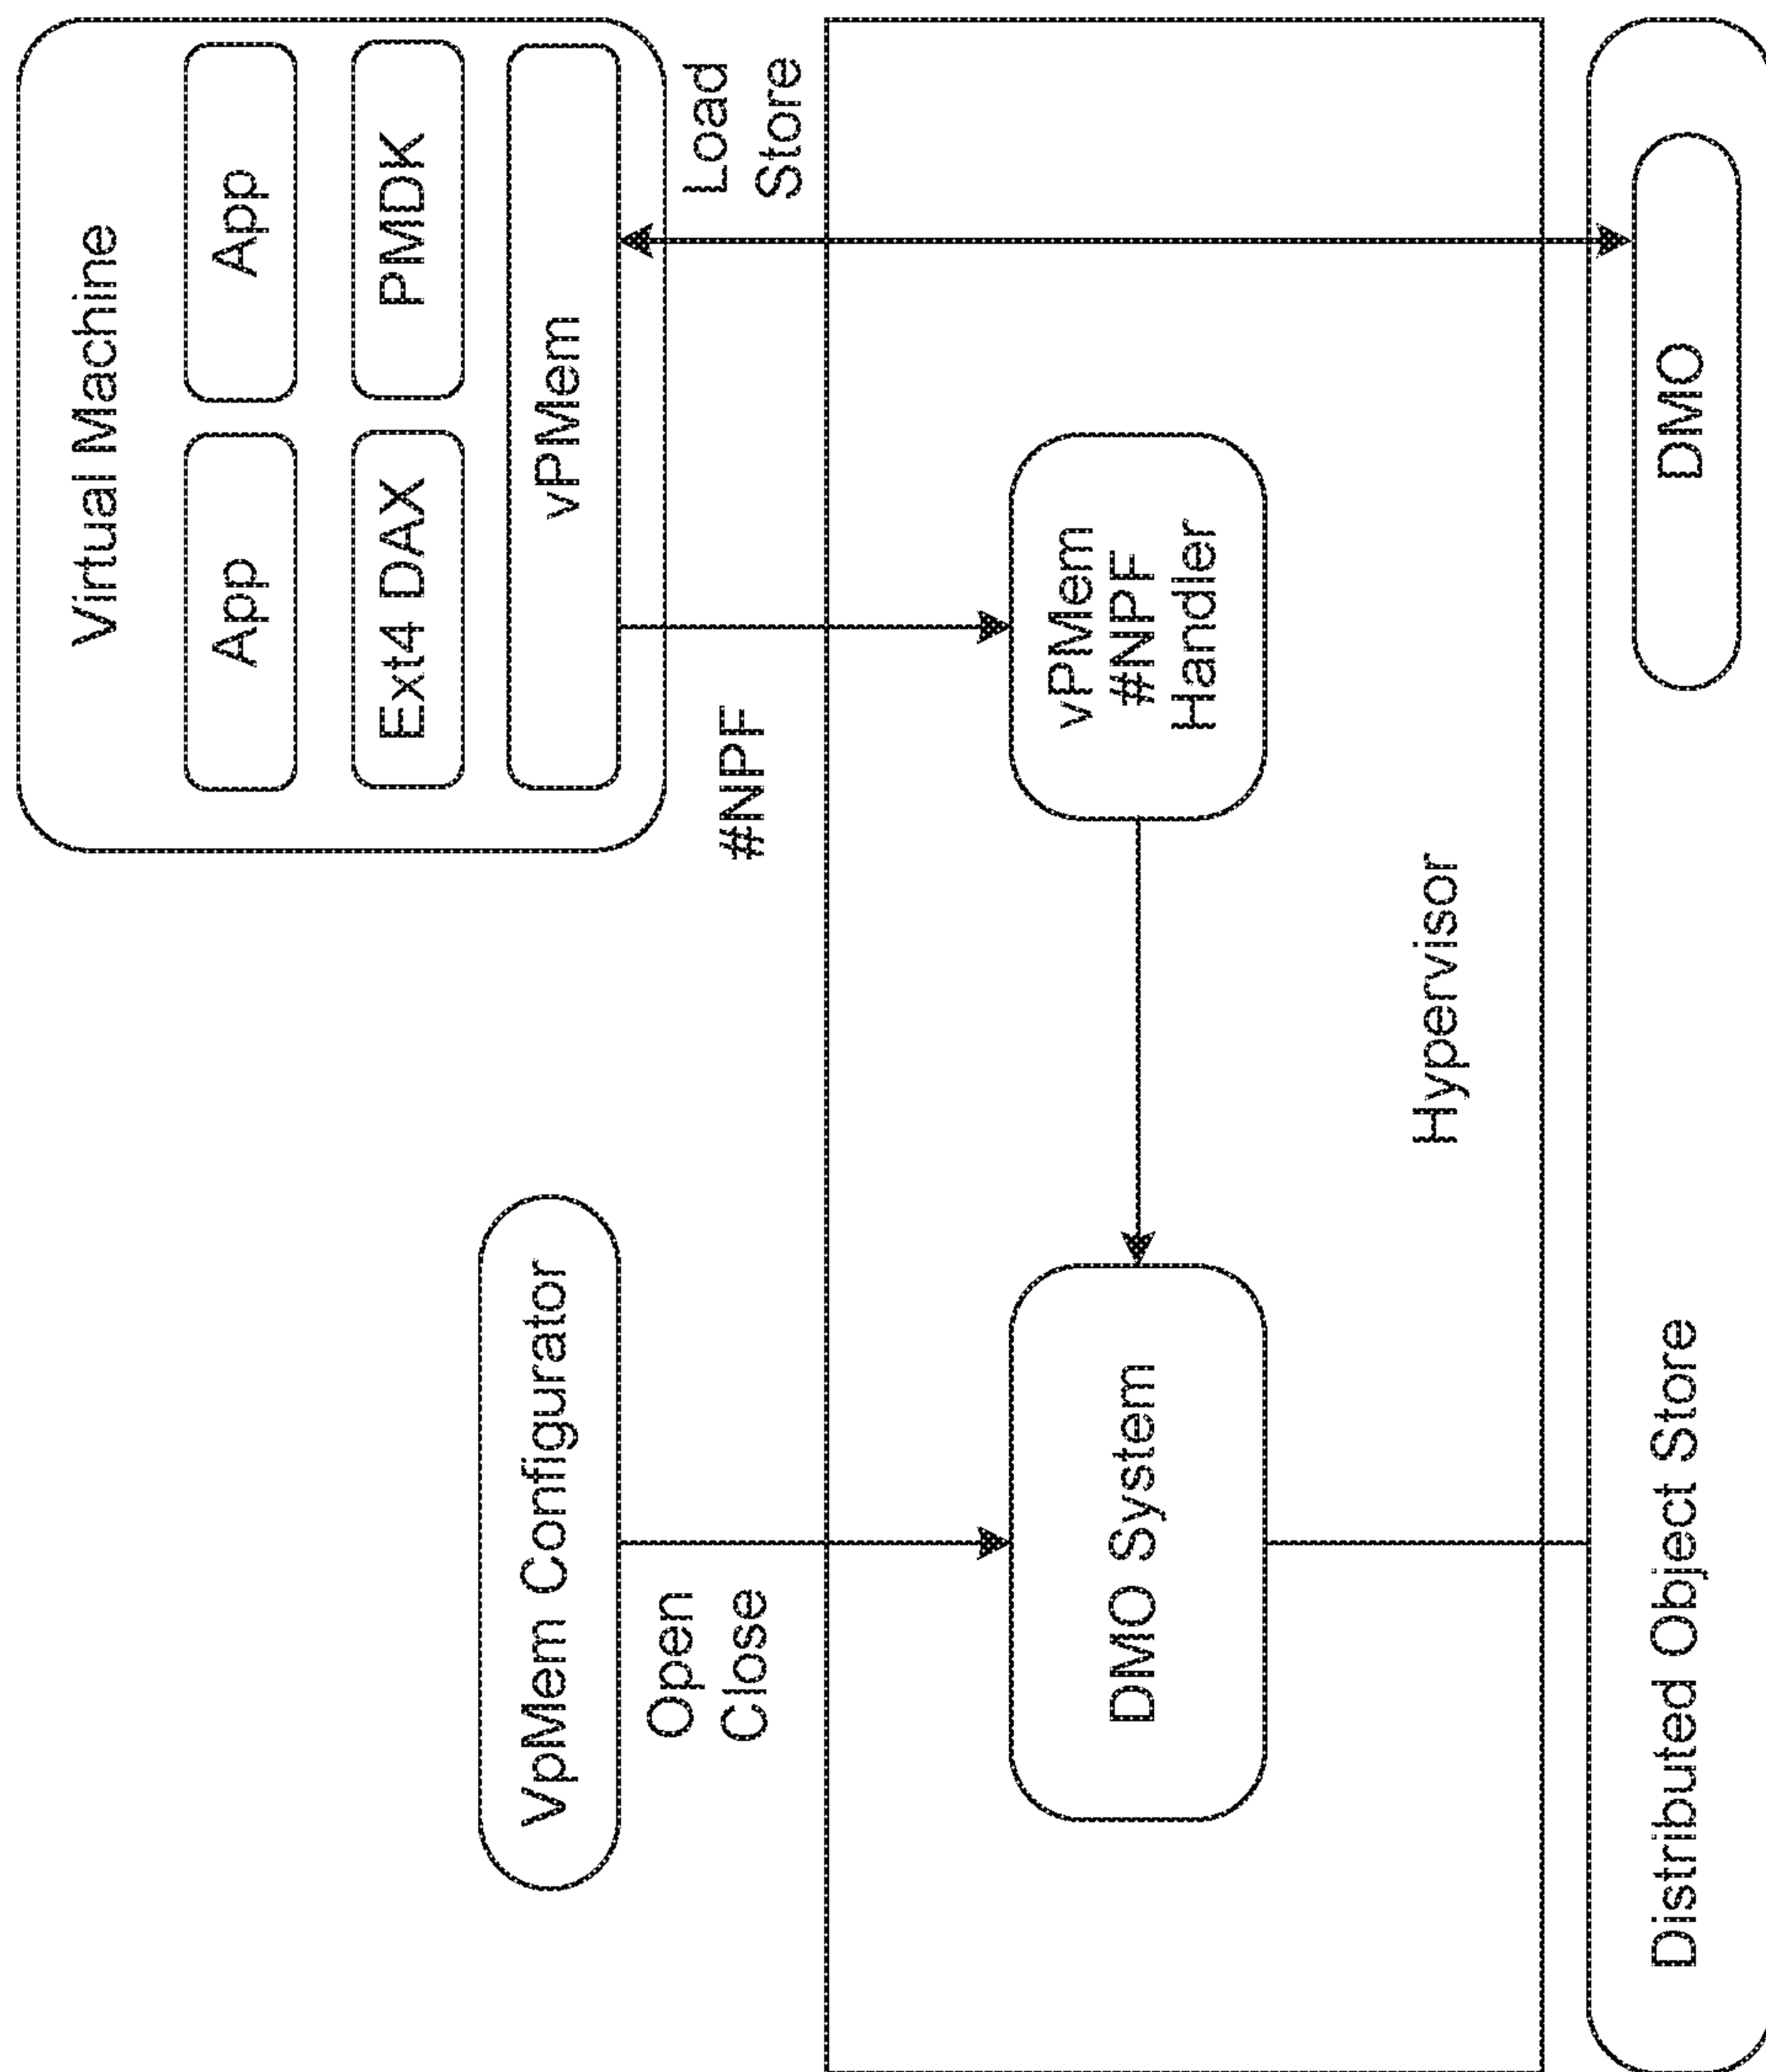 Virtual Machine
App
App
Ext4 DAX
PMDK
vPMem
VpMem Configurator
Open
Close
#NPF
Load
Store
DMO System
vPMem
#NPF
Handler
Hypervisor
Distributed Object Store
DMO